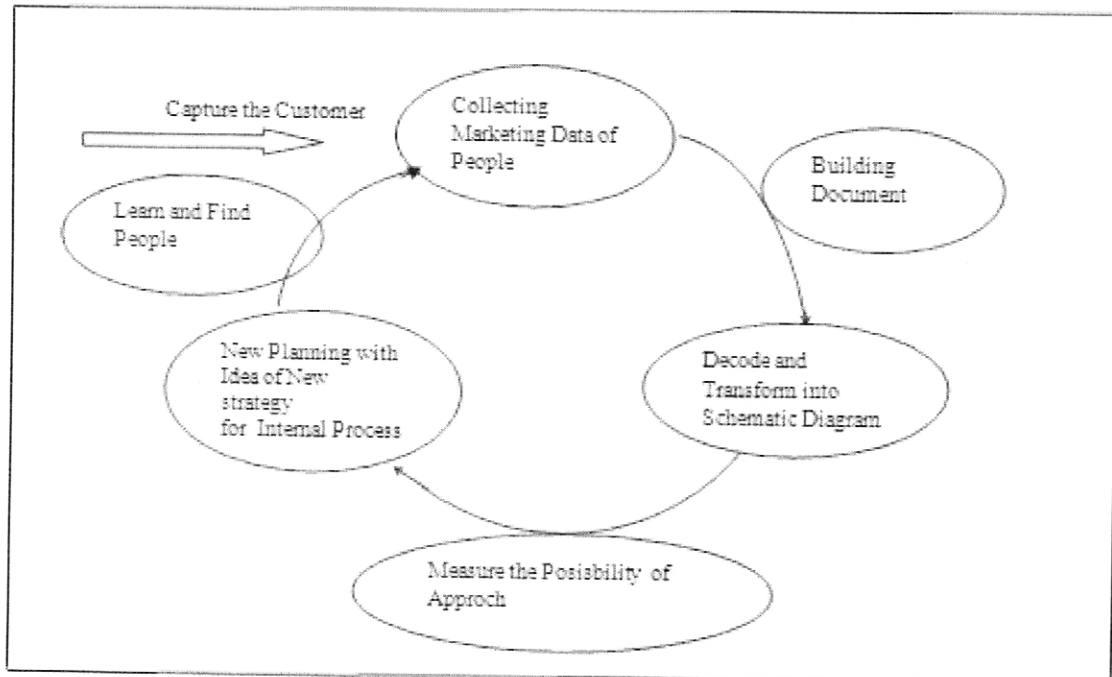 Capture the Customer
Collecting
Marketing Data of
People
Building
Document
Learn and Find
People
New Planning with
Idea of New
strategy
for Internal Process
Decode and
Transform into
Schematic Diagram
Measure the Posisbility of
Approch